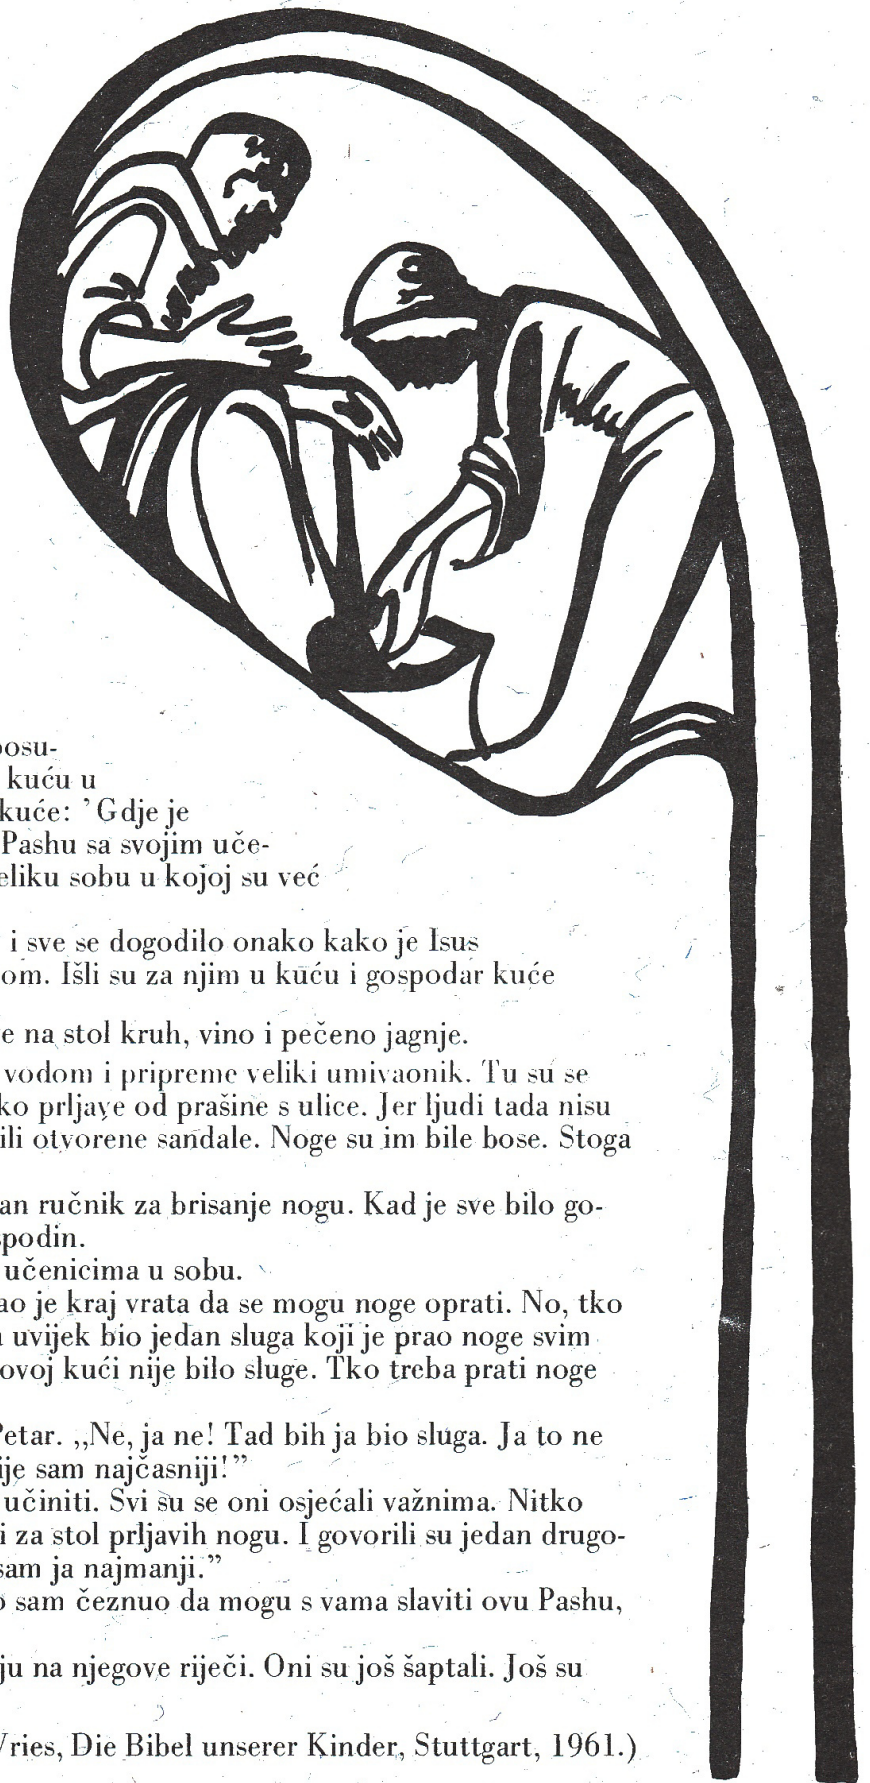 posu-
kuću u
kuće: ’Gdje je
Pashu sa svojim uče-
eliku sobu u kojoj su već
i sve se dogodilo onako kako je Isus
om. Išli su za njim u kuću i gospodar kuće
e na stol kruh, vino i pečeno jagnje.
vodom i pripreme veliki umivaonik. Tu su se
ko prljave od prašine s ulice. Jer ljudi tada nisu
ili otvorene sandale. Noge su im bile bose. Stoga
an ručnik za brisanje nogu. Kad je sve bilo go-
spodin.
učenicima u sobu.
ao je kraj vrata da se mogu noge oprati. No, tko
uvijek bio jedan sluga koji je prao noge svim
ovoj kući nije bilo sluge. Tko treba prati noge
Petar. ,,Ne, ja ne! Tad bih ja bio sluga. Ja to ne
ije sam najčasniji!”
učiniti. Svi su se oni osjećali važnima. Nitko
i za stol prljavih nogu. I govorili su jedan drugo-
sam ja najmanji.”
o sam čeznuo da mogu s vama slaviti ovu Pashu,
ju na njegove riječi. Oni su još šaptali. Još su
Vries, Die Bibel unserer Kinder, Stuttgart, 1961.)